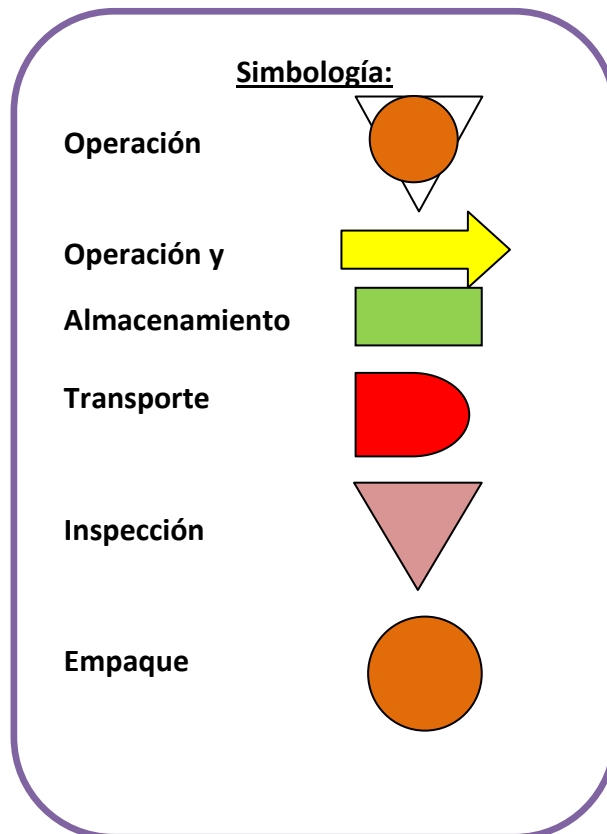 Simbología:
Operación
Operación y
Almacenamiento
Transporte
Inspección
Empaque